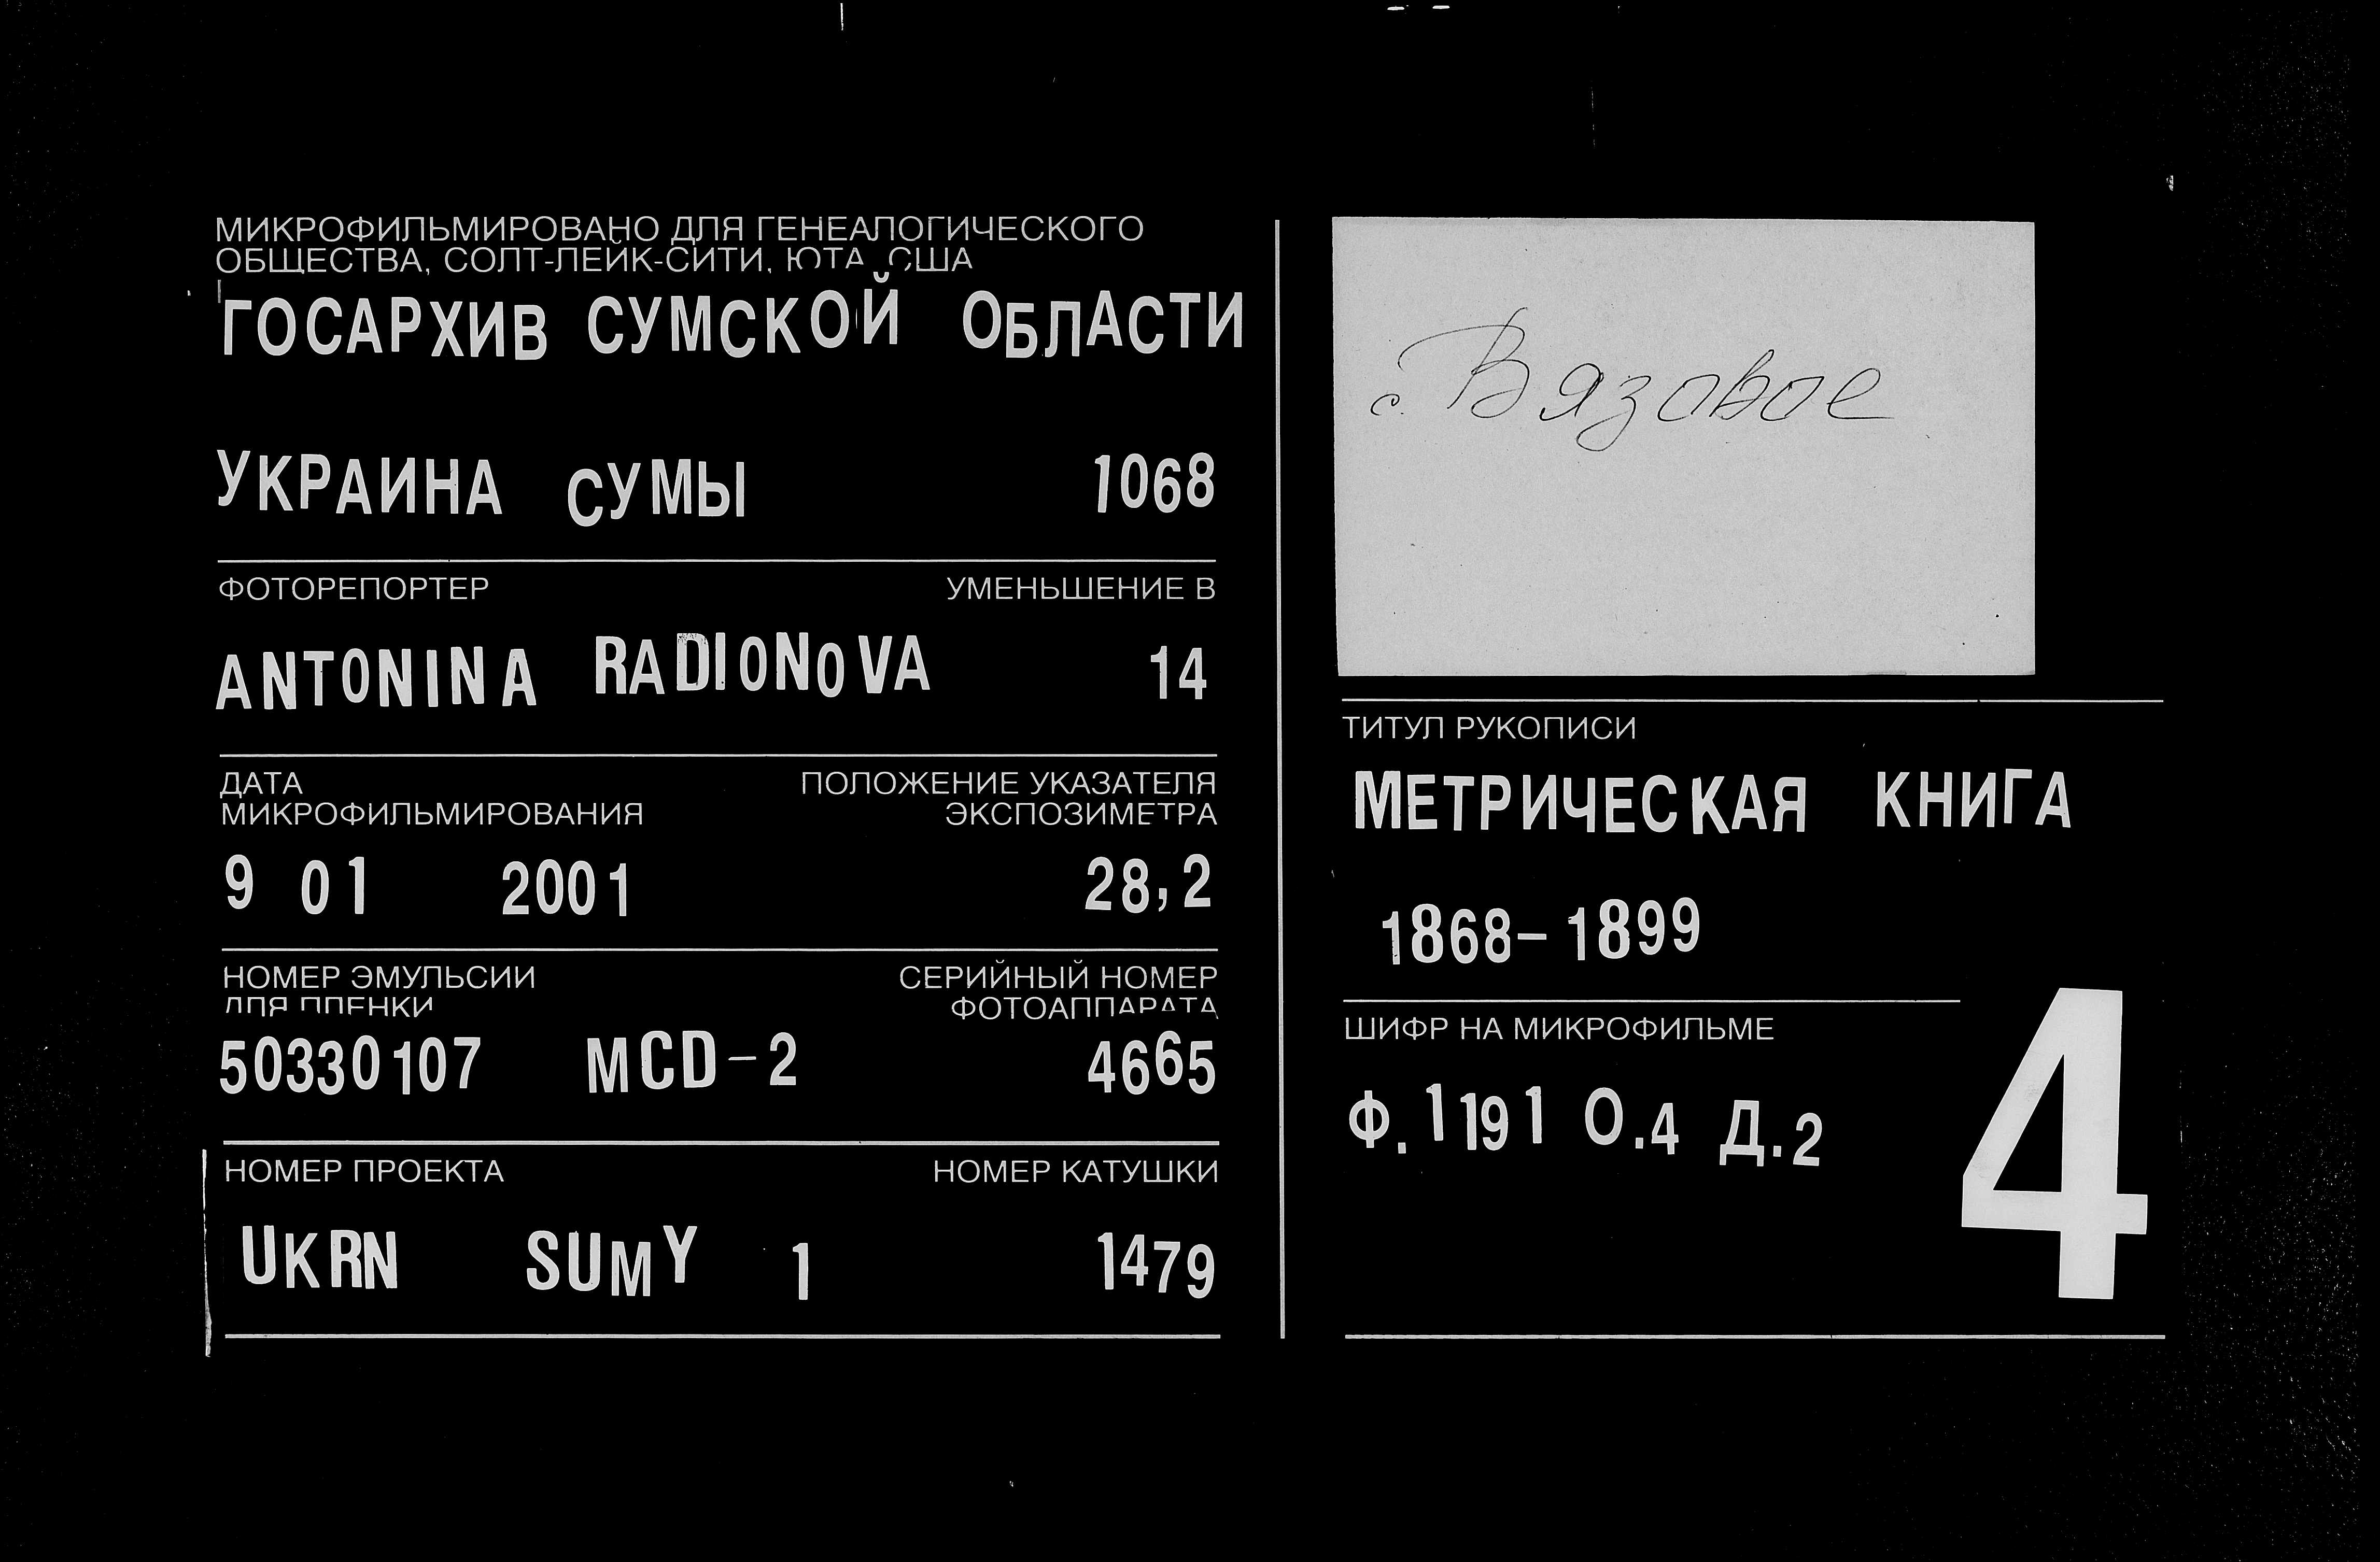 МИКРОФИЛЬМИРОВАНО ДЛЯ ГЕНЕАЛОГИЧЕСКОГО
ОБЩЕСТВА, СОЛТ-ЛЕЙК-СИТИ, ЮТА, США
ГОСАРХИВ СУМСКОЙ ОБЛАСТИ
УКРАИНА СУМЫ 1068
ФОТОРЕПОРТЕР УМЕНЬШЕНИЕ В
ANTONINA RADIONOVA 14
ДАТА ПОЛОЖЕНИЕ УКАЗАТЕЛЯ
МИКРОФИЛЬМИРОВАНИЯ ЭКСПОЗИМЕТРА
9 01 2001 28,2
НОМЕР ЭМУЛЬСИИ СЕРИЙНЫЙ НОМЕР
ДЛЯ ПЛЕНКИ ФОТОАППАРАТА
50330107 MCD-2 4665
НОМЕР ПРОЕКТА НОМЕР КАТУШКИ
UKRN SUMY 1 1479
с. Вязовое
ТИТУЛ РУКОПИСИ
МЕТРИЧЕСКАЯ КНИГА
1868-1899
ШИФР НА МИКРОФИЛЬМЕ
Ф. 1191 О.4 Д.2
4